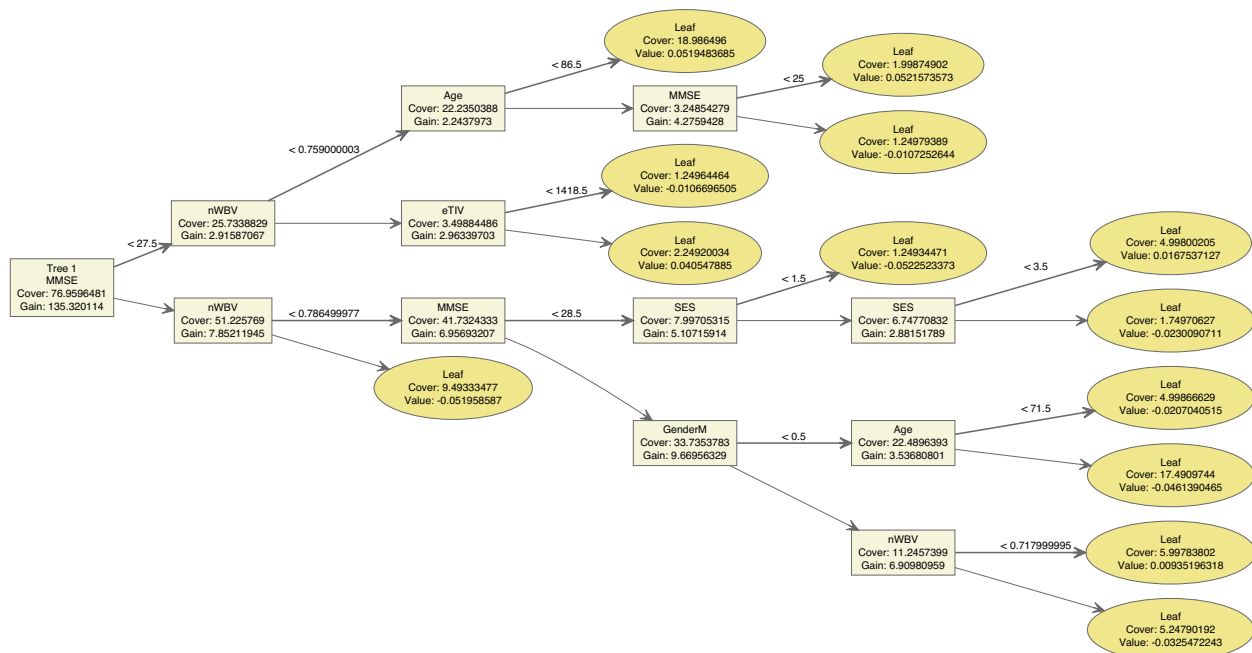 Leaf
Cover: 18.986496
Value: 0.0519483685
< 86.5
Leaf
Cover: 1.99874902
Value: 0.0521573573
< 25
Age
Cover: 22.2350388
Gain: 2.2437973
MMSE
Cover: 3.24854279
Gain: 4.2759428
Leaf
Cover: 1.24979389
Value: -0.0107252644
< 0.759000003
Leaf
Cover: 1.24964464
Value: -0.0106696505
< 1418.5
nWBV
Cover: 25.7338829
Gain: 2.91587067
eTIV
Cover: 3.49884486
Gain: 2.96339703
< 27.5
Leaf
Cover: 2.24920034
Value: 0.040547885
Leaf
Cover: 1.24934471
Value: -0.0522523373
< 1.5
Leaf
Cover: 4.99800205
Value: 0.0167537127
< 3.5
Tree 1
MMSE
Cover: 76.9596481
Gain: 135.320114
nWBV
Cover: 51.225769
Gain: 7.85211945
< 0.786499977
MMSE
Cover: 41.7324333
Gain: 6.95693207
< 28.5
SES
Cover: 7.99705315
Gain: 5.10715914
SES
Cover: 6.74770832
Gain: 2.88151789
Leaf
Cover: 1.74970627
Value: -0.0230090711
Leaf
Cover: 9.49333477
Value: -0.051958587
Leaf
Cover: 4.99866629
Value: -0.0207040515
< 71.5
GenderM
Cover: 33.7353783
Gain: 9.66956329
< 0.5
Age
Cover: 22.4896393
Gain: 3.53680801
Leaf
Cover: 17.4909744
Value: -0.0461390465
nWBV
Cover: 11.2457399
Gain: 6.90980959
< 0.717999995
Leaf
Cover: 5.99783802
Value: 0.00935196318
Leaf
Cover: 5.24790192
Value: -0.0325472243